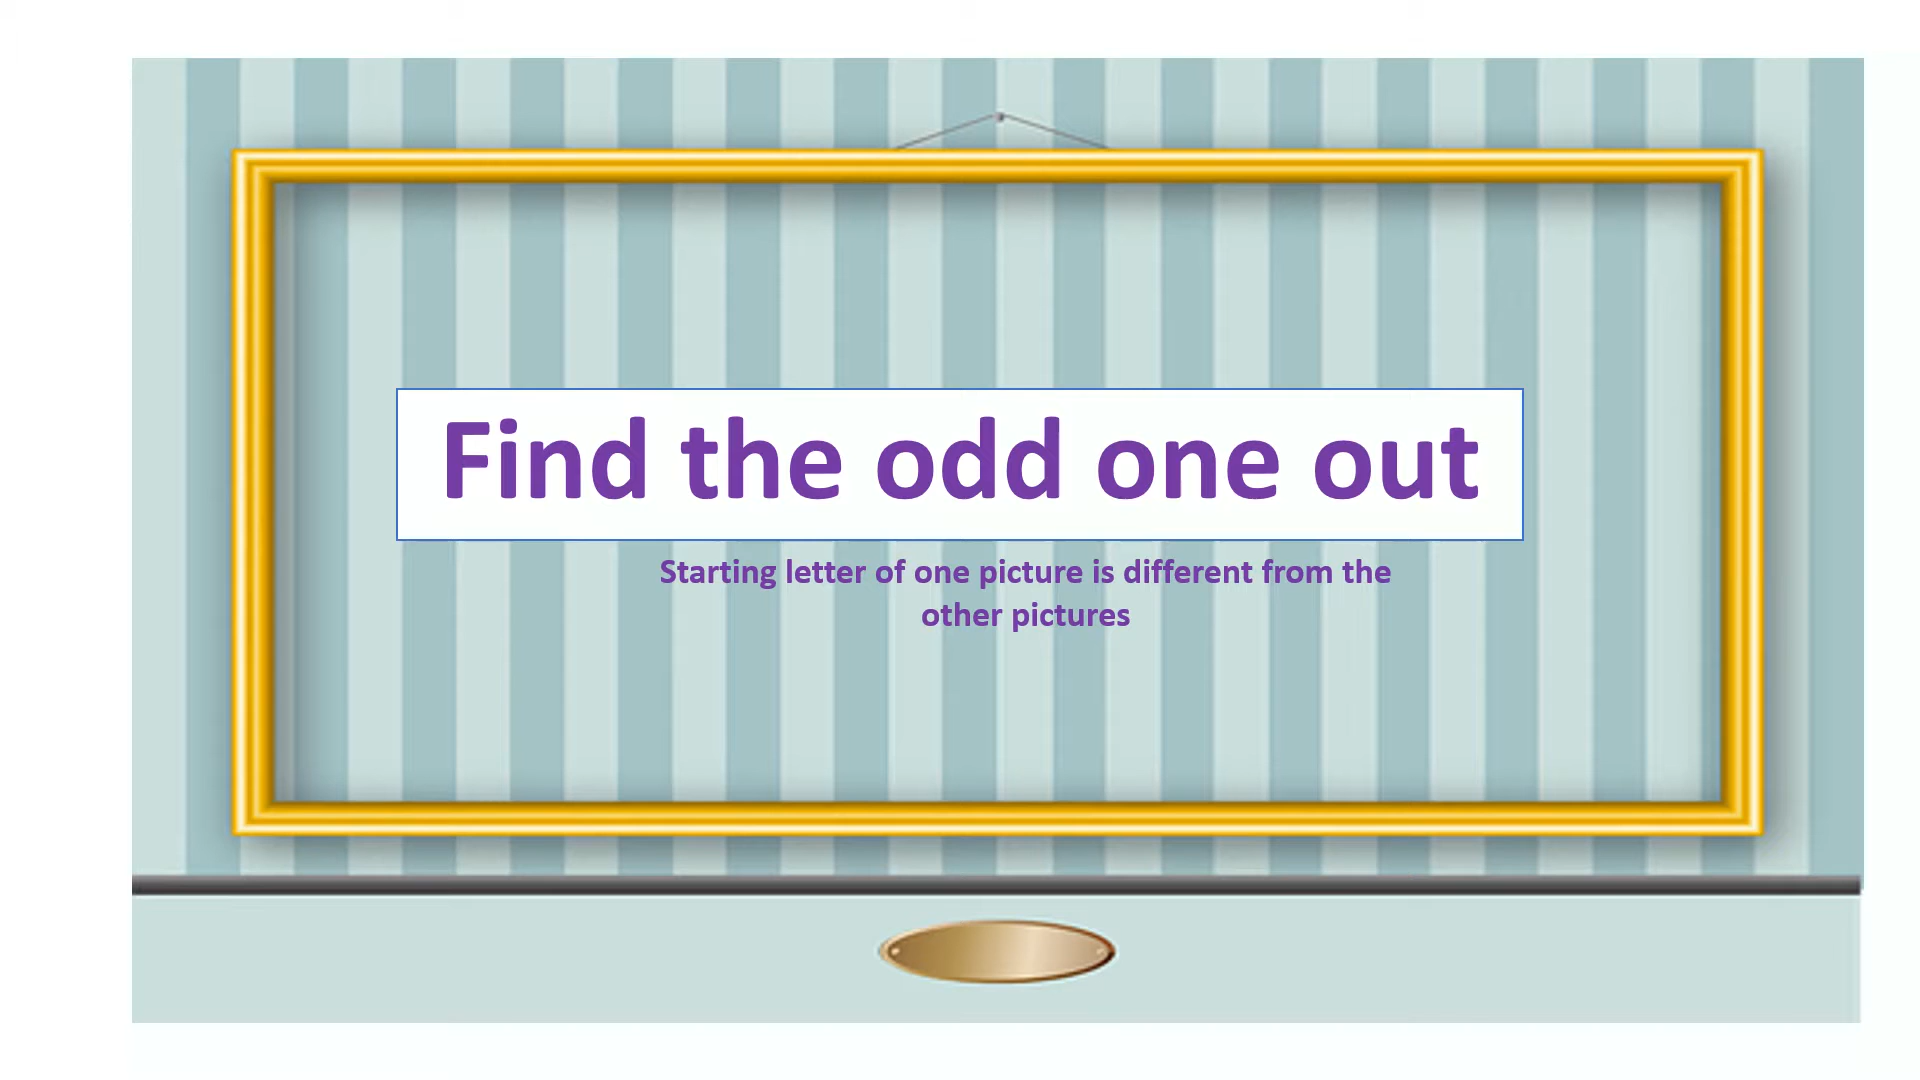 Find the odd one out
Starting letter of one picture is different from the
other pictures